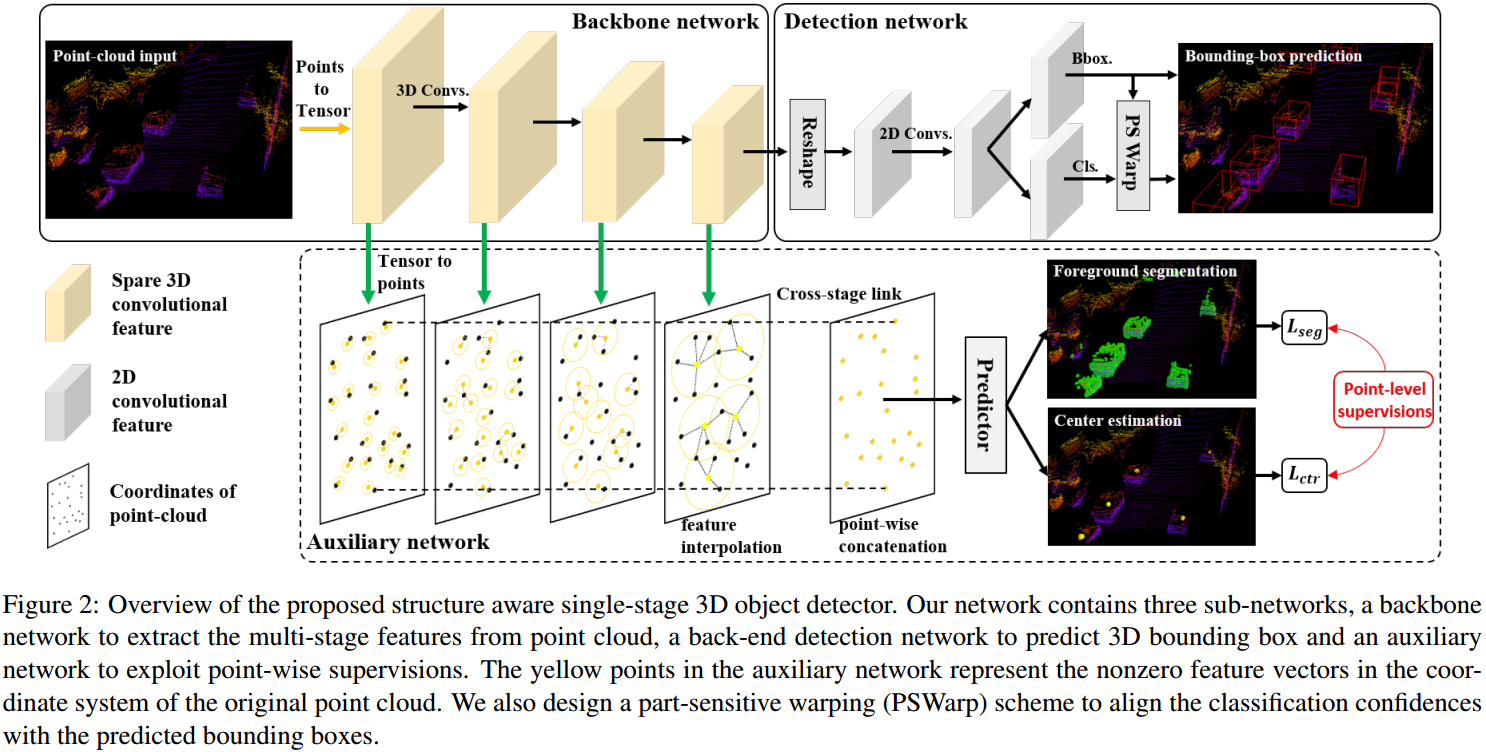 Backbone network
Detection network
Point-cloud input
Points
to
Tensor
3D Convs.
Reshape
2D Convs.
Bbox.
Cls.
PS Warp
Bounding-box prediction
Spare 3D
convolutional
feature
2D
convolutional
feature
Coordinates of
point-cloud
Tensor to
points
Cross-stage link
feature
interpolation
point-wise
concatenation
Auxiliary network
Predictor
Foreground segmentation
Center estimation
Lseg
Lctr
Point-level
supervisions
Figure 2: Overview of the proposed structure aware single-stage 3D object detector. Our network contains three sub-networks, a backbone
network to extract the multi-stage features from point cloud, a back-end detection network to predict 3D bounding box and an auxiliary
network to exploit point-wise supervisions. The yellow points in the auxiliary network represent the nonzero feature vectors in the coor-
dinate system of the original point cloud. We also design a part-sensitive warping (PSWarp) scheme to align the classification confidences
with the predicted bounding boxes.